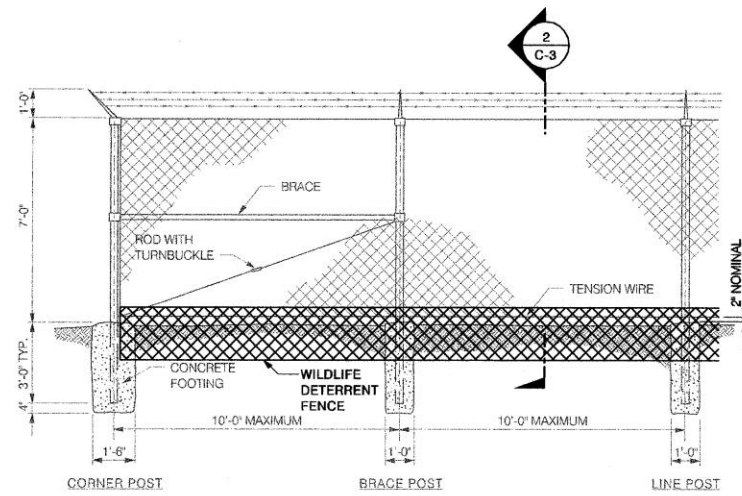 2
C-3
1'-0"
7'-0"
BRACE
ROD WITH
TURNBUCKLE
TENSION WIRE
2" NOMINAL
3'-0" TYP.
4"
CONCRETE
FOOTING
WILDLIFE
DETERRENT
FENCE
10'-0" MAXIMUM
10'-0" MAXIMUM
1'-6"
1'-0"
1'-0"
CORNER POST
BRACE POST
LINE POST